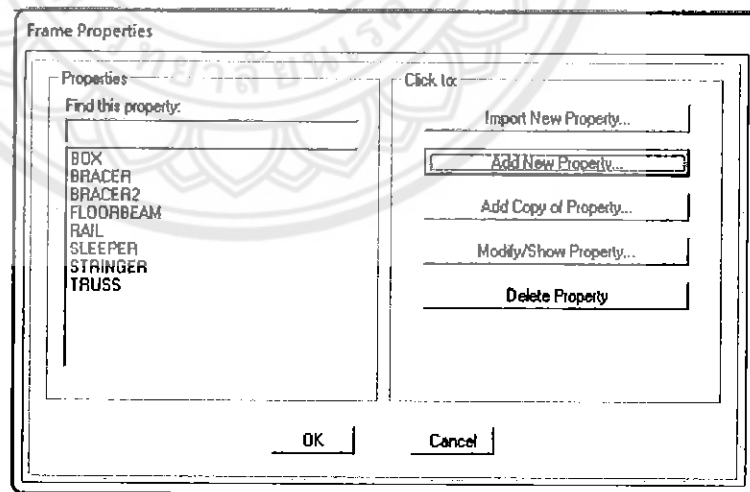 Frame Properties
Properties
Find this property:
BOX
BRACER
BRACER2
FLOORBEAM
RAIL
SLEEPER
STRINGER
TRUSS
Click to:
Import New Property...
Add New Property...
Add Copy of Property...
Modify/Show Property...
Delete Property
OK
Cancel